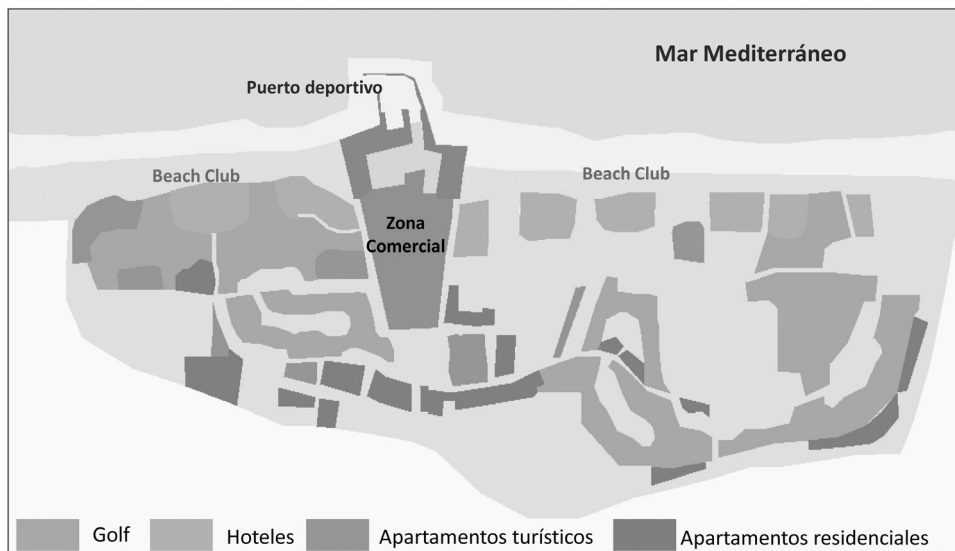 Mar Mediterráneo
Puerto deportivo
Beach Club
Beach Club
Zona
Comercial
Golf
Hoteles
Apartamentos turísticos
Apartamentos residenciales